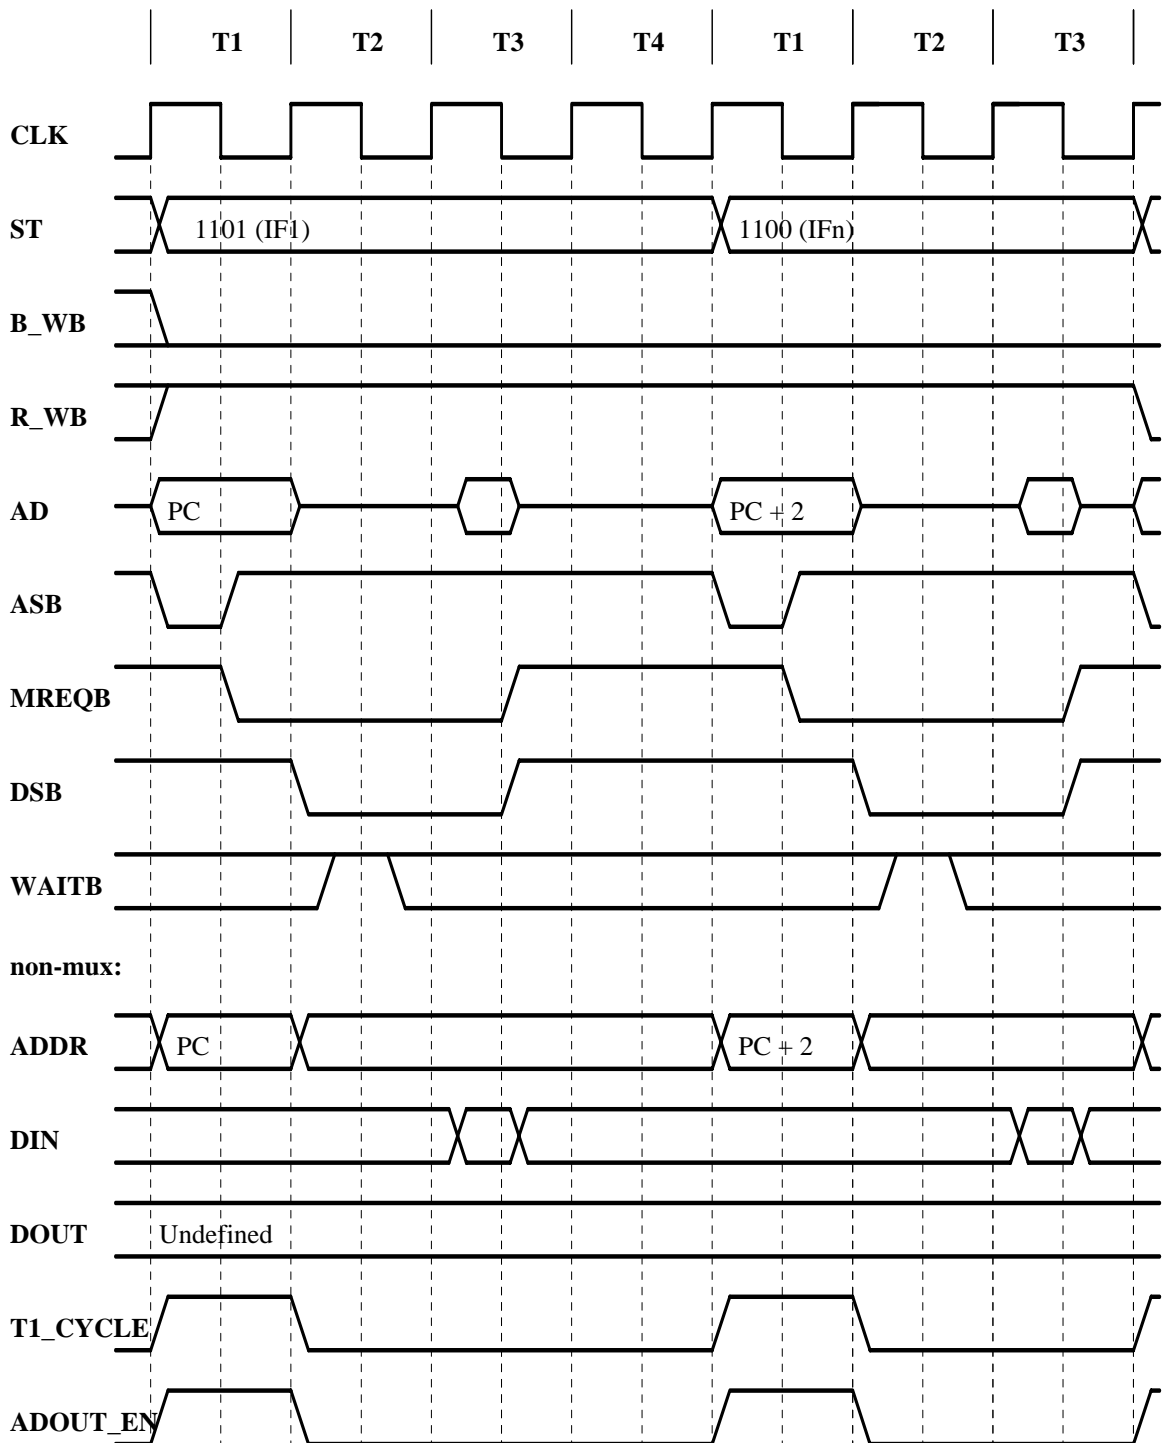 T1 T2 T3 T4 T1 T2 T3
CLK
ST 1101 (IF1) 1100 (IFn)
B_WB
R_WB
AD PC PC + 2
ASB
MREQB
DSB
WAITB
non-mux:
ADDR PC PC + 2
DIN
DOUT Undefined
T1_CYCLE
ADOUT_EN